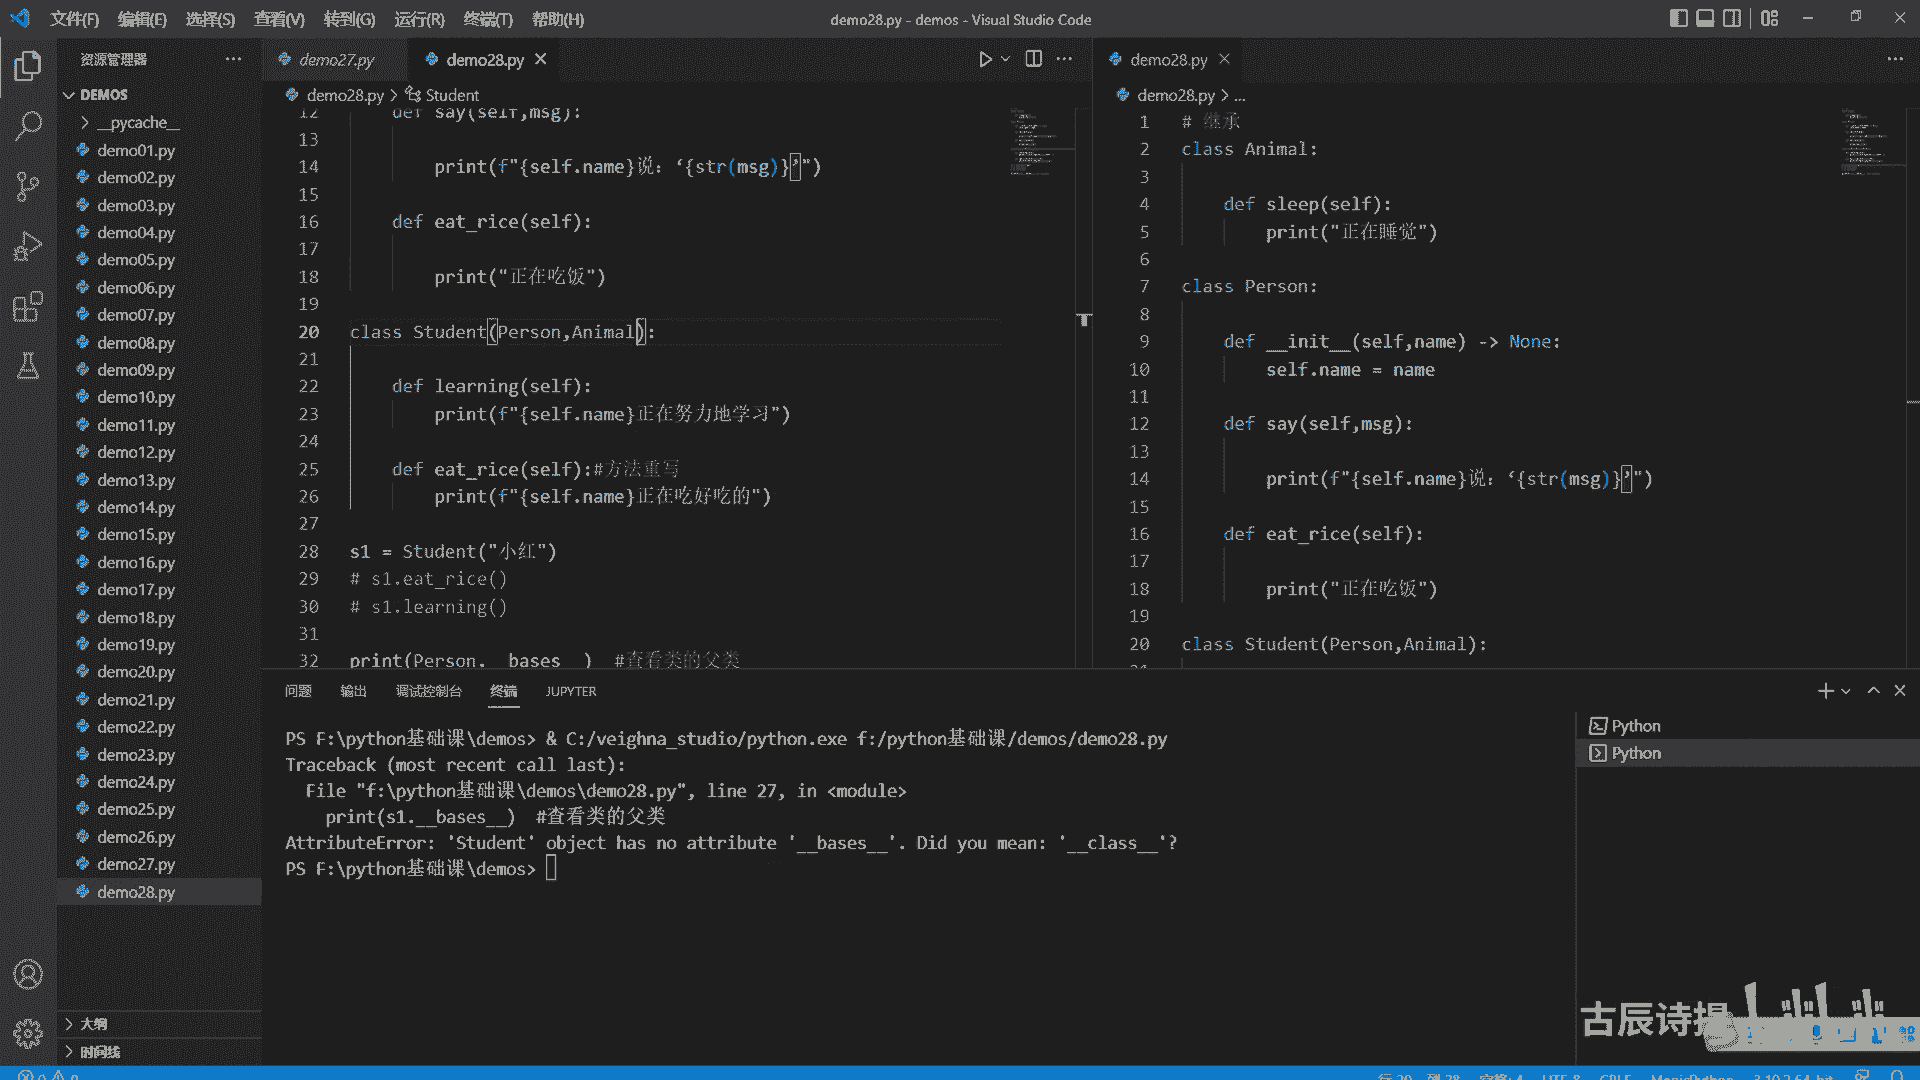 文件(F) 编辑(E) 选择(S) 查看(V) 转到(G) 运行(R) 终端(T) 帮助(H)
demo28.py - demos - Visual Studio Code
资源管理器
DEMOS
__pycache__
demo01.py
demo02.py
demo03.py
demo04.py
demo05.py
demo06.py
demo07.py
demo08.py
demo09.py
demo10.py
demo11.py
demo12.py
demo13.py
demo14.py
demo15.py
demo16.py
demo17.py
demo18.py
demo19.py
demo20.py
demo21.py
demo22.py
demo23.py
demo24.py
demo25.py
demo26.py
demo27.py
demo28.py
大纲
时间线
demo27.py demo28.py
demo28.py > Student
12 def say(self,msg):
13
14 print(f"{self.name}说：‘{str(msg)}’")
15
16 def eat_rice(self):
17
18 print("正在吃饭")
19
20 class Student(Person,Animal):
21
22 def learning(self):
23 print(f"{self.name}正在努力地学习")
24
25 def eat_rice(self):#方法重写
26 print(f"{self.name}正在吃好吃的")
27
28 s1 = Student("小红")
29 # s1.eat_rice()
30 # s1.learning()
31
32 print(Person.__bases__) #查看类的父类
demo28.py
demo28.py > ...
1 # 继承
2 class Animal:
3
4 def sleep(self):
5 print("正在睡觉")
6
7 class Person:
8
9 def __init__(self,name) -> None:
10 self.name = name
11
12 def say(self,msg):
13
14 print(f"{self.name}说：‘{str(msg)}’")
15
16 def eat_rice(self):
17
18 print("正在吃饭")
19
20 class Student(Person,Animal):
问题 输出 调试控制台 终端 JUPYTER
PS F:\python基础课\demos> & C:/veighna_studio/python.exe f:/python基础课/demos/demo28.py
Traceback (most recent call last):
File "f:\python基础课\demos\demo28.py", line 27, in <module>
print(s1.__bases__) #查看类的父类
AttributeError: 'Student' object has no attribute '__bases__'. Did you mean: '__class__'?
PS F:\python基础课\demos>
Python
Python
古辰诗提